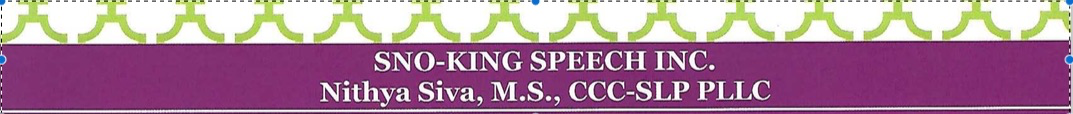 SNO-KING SPEECH INC.
Nithya Siva, M.S., CCC-SLP PLLC